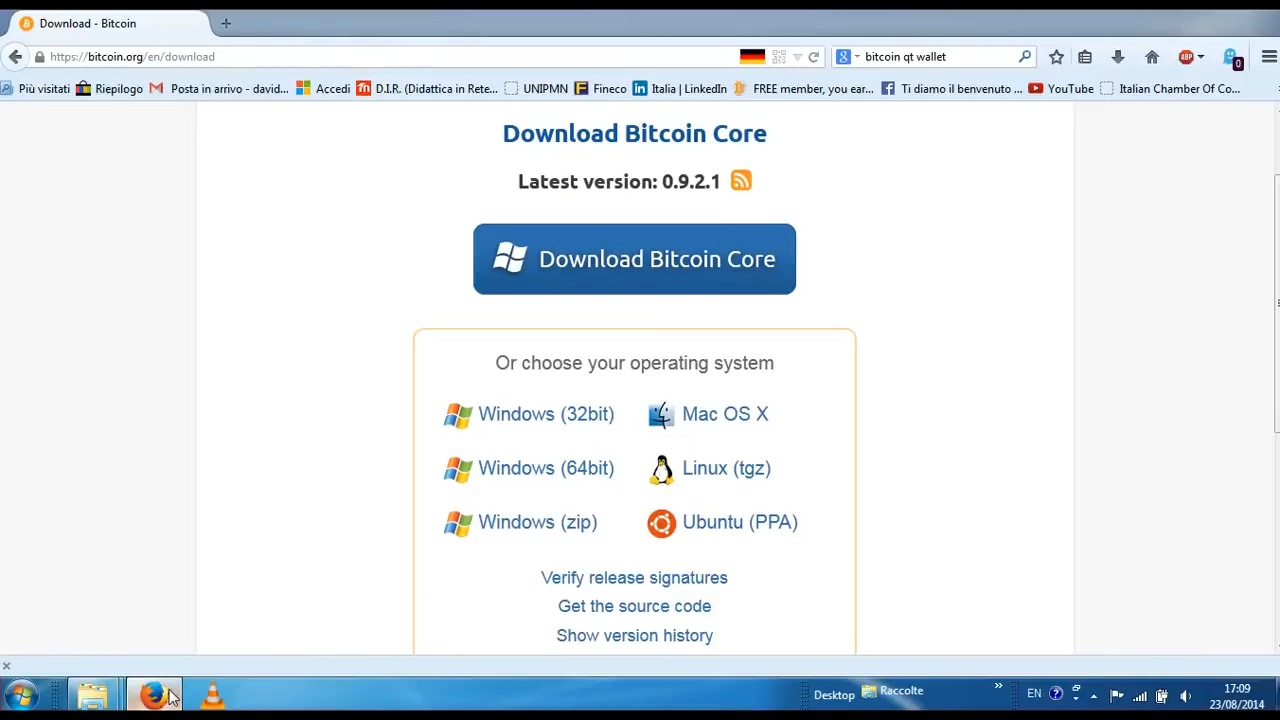 Download - Bitcoin
https://bitcoin.org/en/download
bitcoin qt wallet
ABP
0
Più visitati Riepilogo Posta in arrivo - david... Accedi D.I.R. (Didattica in Rete... UNIPMN Fineco Italia | LinkedIn FREE member, you ear... Ti diamo il benvenuto ... YouTube Italian Chamber Of Co...
Download Bitcoin Core
Latest version: 0.9.2.1
Download Bitcoin Core
Or choose your operating system
Windows (32bit) Mac OS X
Windows (64bit) Linux (tgz)
Windows (zip) Ubuntu (PPA)
Verify release signatures
Get the source code
Show version history
Desktop Raccolte » EN 17:09
23/08/2014